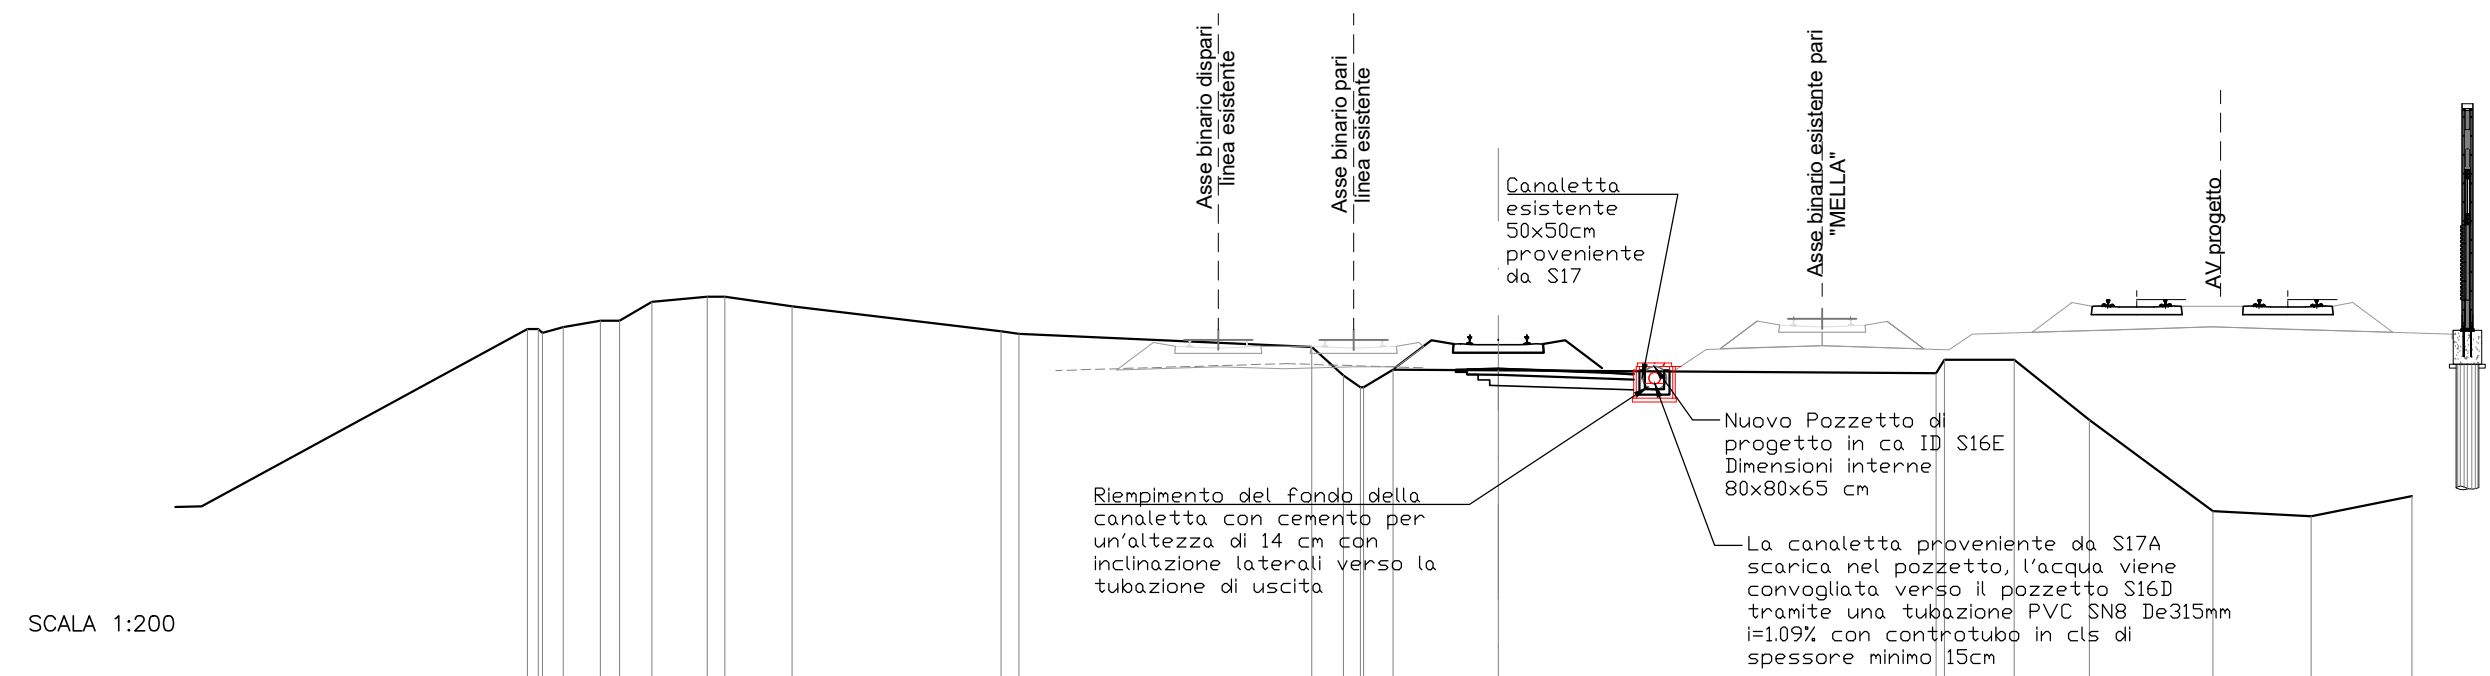 Asse binario dispari
linea esistente
Asse binario pari
linea esistente
Asse binario esistente pari
"MELLA"
AV progetto
Canaletta
esistente
50x50cm
proveniente
da S17
Nuovo Pozzetto di
progetto in ca ID S16E
Dimensioni interne
80x80x65 cm
Riempimento del fondo della
canaletta con cemento per
un'altezza di 14 cm con
inclinazione laterali verso la
tubazione di uscita
La canaletta proveniente da S17A
scarica nel pozzetto, l'acqua viene
convogliata verso il pozzetto S16D
tramite una tubazione PVC SN8 De315mm
i=1.09% con controtubo in cls di
spessore minimo 15cm
SCALA 1:200